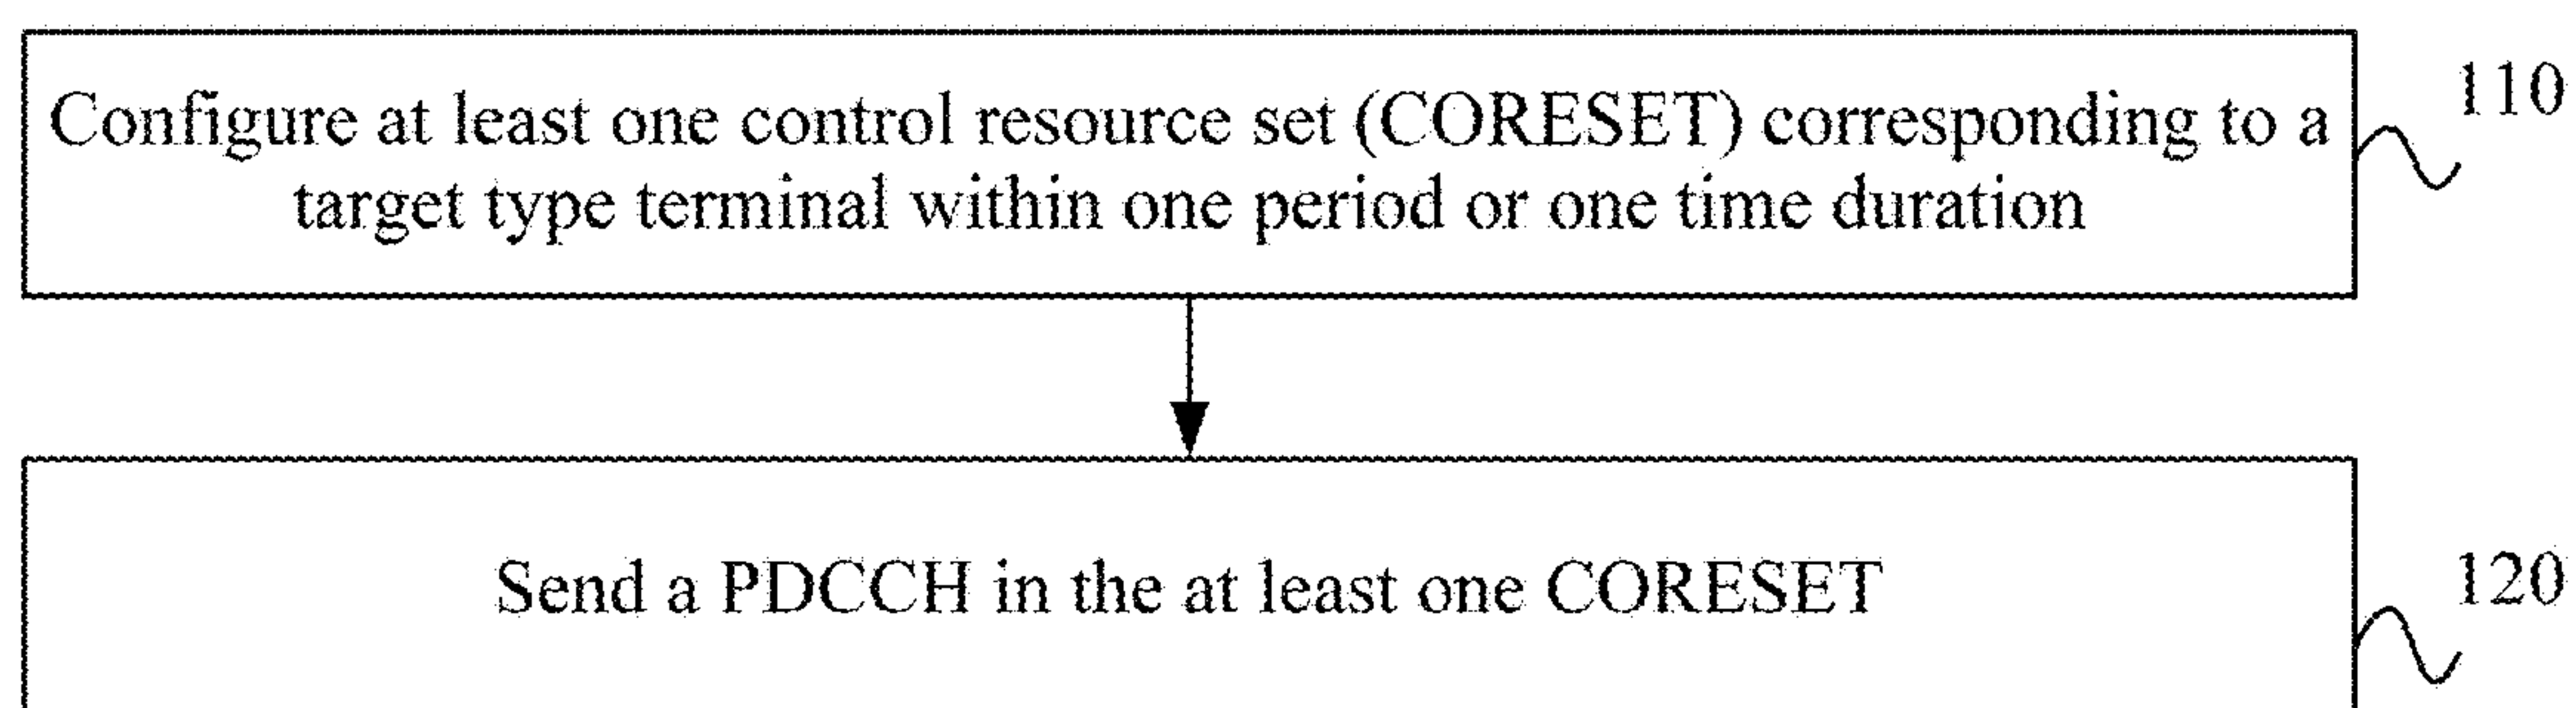 Configure at least one control resource set (CORESET) corresponding to a
target type terminal within one period or one time duration
110
Send a PDCCH in the at least one CORESET
120